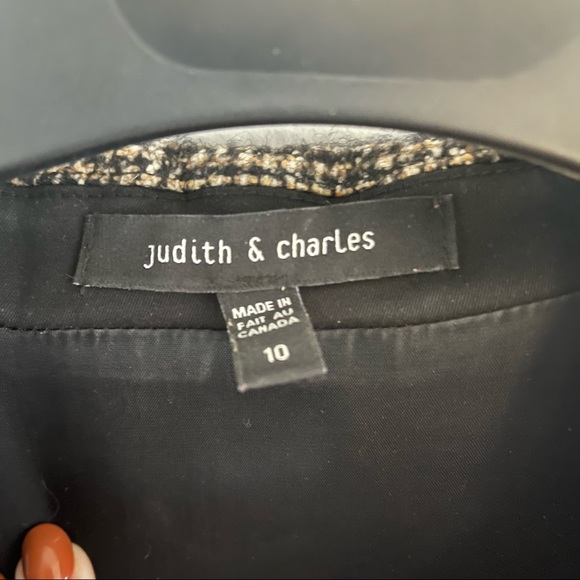 judith & charles
MADE IN
FAIT AU
CANADA
10